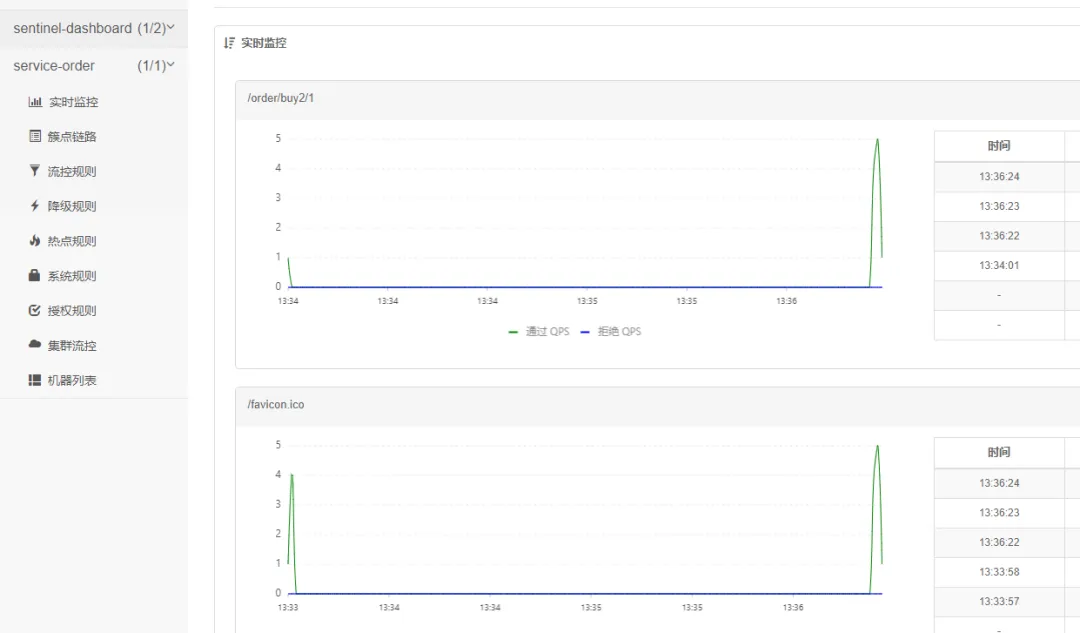 sentinel-dashboard (1/2)
service-order (1/1)
实时监控
簇点链路
流控规则
降级规则
热点规则
系统规则
授权规则
集群流控
机器列表
实时监控
/order/buy2/1
5
4
3
2
1
0
13:34 13:34 13:34 13:35 13:35 13:36
通过 QPS 拒绝 QPS
时间
13:36:24
13:36:23
13:36:22
13:34:01
-
-
/favicon.ico
5
4
3
2
1
0
13:33 13:34 13:34 13:35 13:35 13:36
时间
13:36:24
13:36:23
13:36:22
13:33:58
13:33:57
-